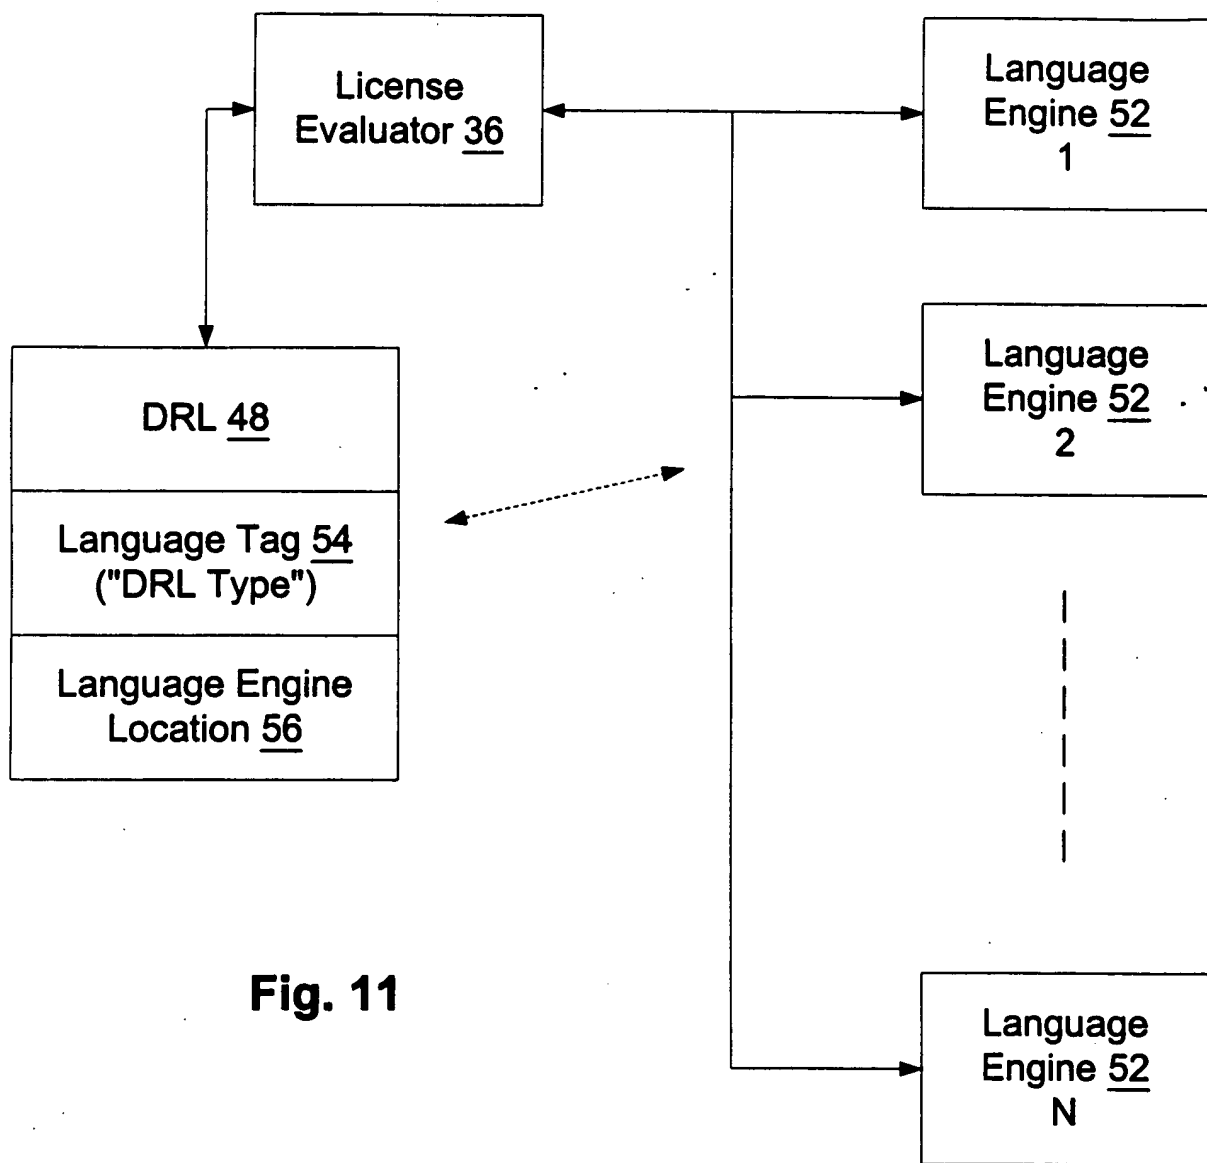 License
Evaluator 36
Language
Engine 52
1
DRL 48
Language Tag 54
("DRL Type")
Language Engine
Location 56
Language
Engine 52
2
Language
Engine 52
N
Fig. 11